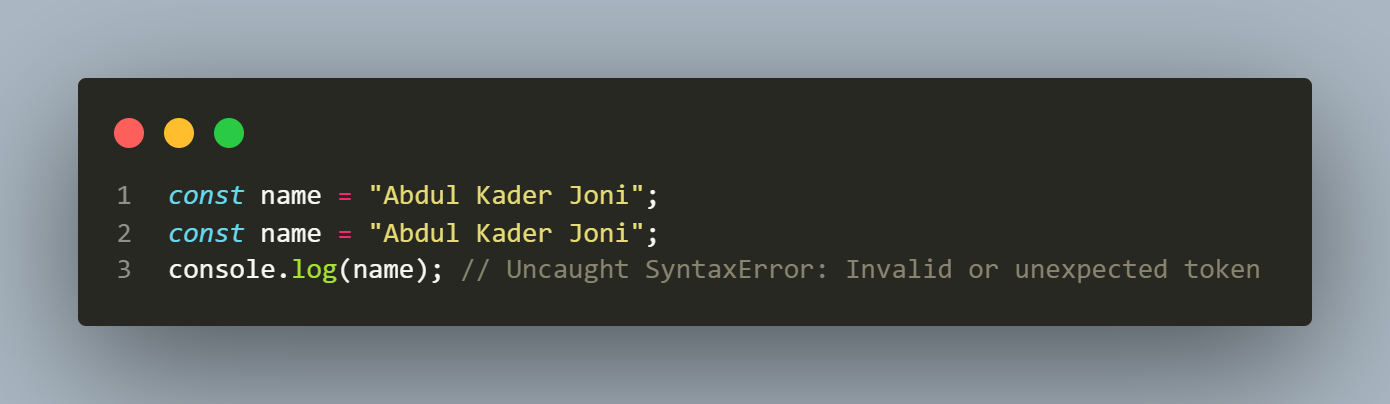 1 const name = "Abdul Kader Joni";
2 const name = "Abdul Kader Joni";
3 console.log(name); // Uncaught SyntaxError: Invalid or unexpected token